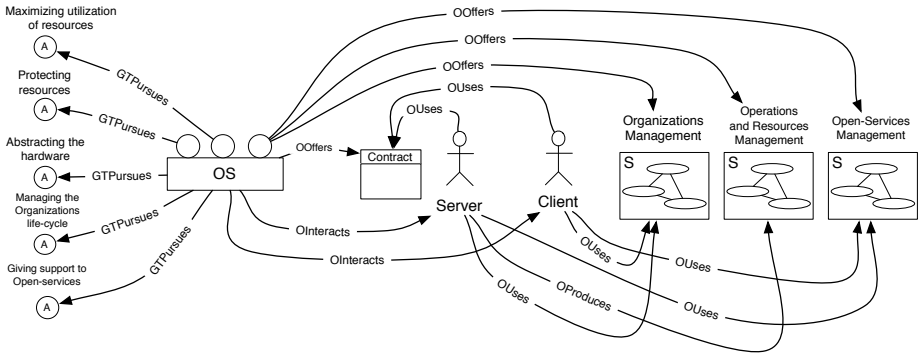 Maximizing utilization
of resources
A
GTPursues
Protecting
resources
A
GTPursues
Abstracting the
hardware
A
GTPursues
Managing the
Organizations
life-cycle
A
GTPursues
Giving support to
Open-services
A
GTPursues
OS
OOffers
OOffers
OOffers
OOffers
Contract
OUses
OUses
Server
Client
OInteracts
OInteracts
Organizations
Management
S
Operations
and Resources
Management
S
Open-Services
Management
S
OUses
OUses
OUses
OProduces
OUses